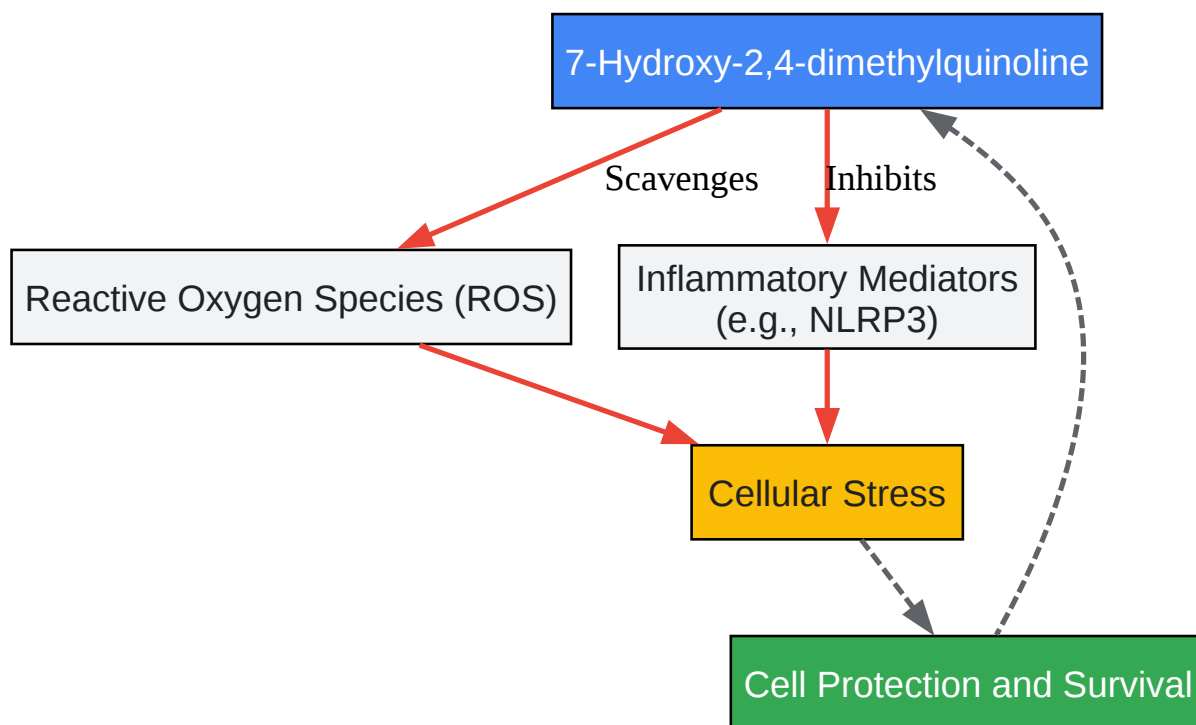 7-Hydroxy-2,4-dimethylquinoline
Scavenges
Inhibits
Reactive Oxygen Species (ROS)
Inflammatory Mediators
(e.g., NLRP3)
Cellular Stress
Cell Protection and Survival